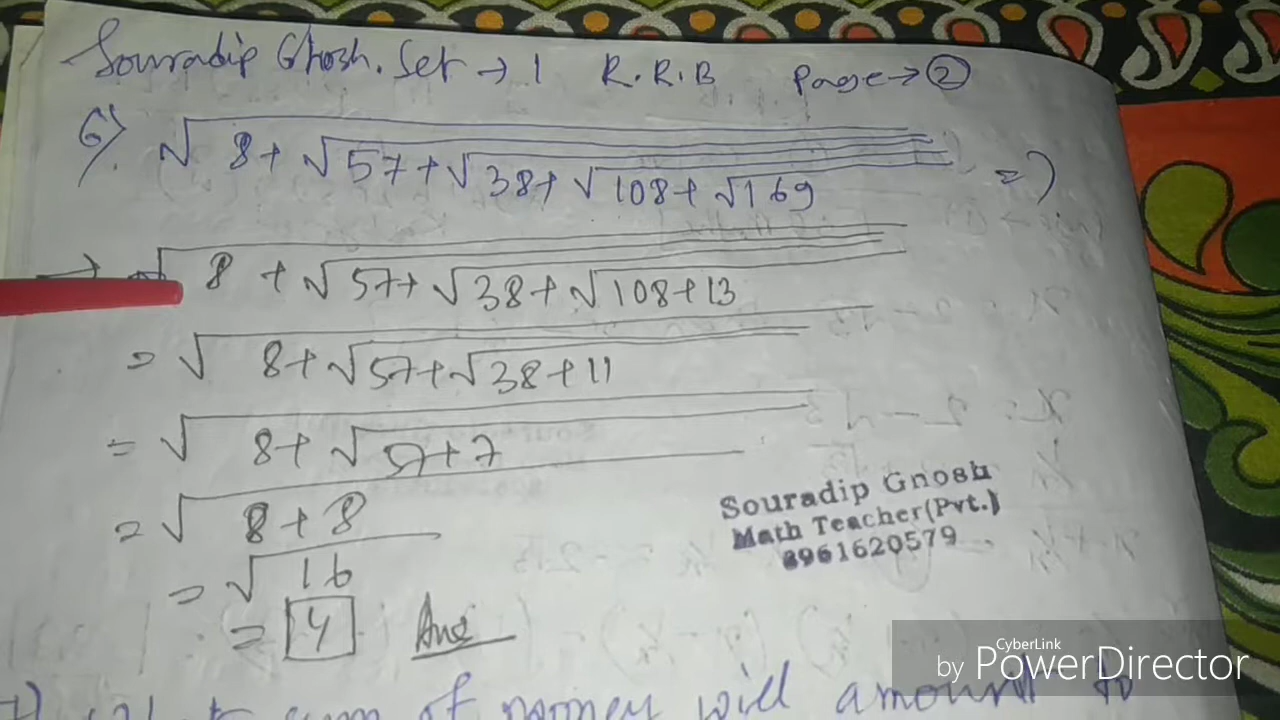 Souradip Ghosh. Set → 1 R.R.B Page → 2
6). √8+√57+√38+√108+√169 =)
→ √8+√57+√38+√108+13
= √8+√57+√38+11
= √8+√57+7
= √8+8
= √16
= 4 Ans
Souradip Ghosh
Math Teacher(Pvt.)
8961620579
CyberLink
by PowerDirector
sum of money will amount to